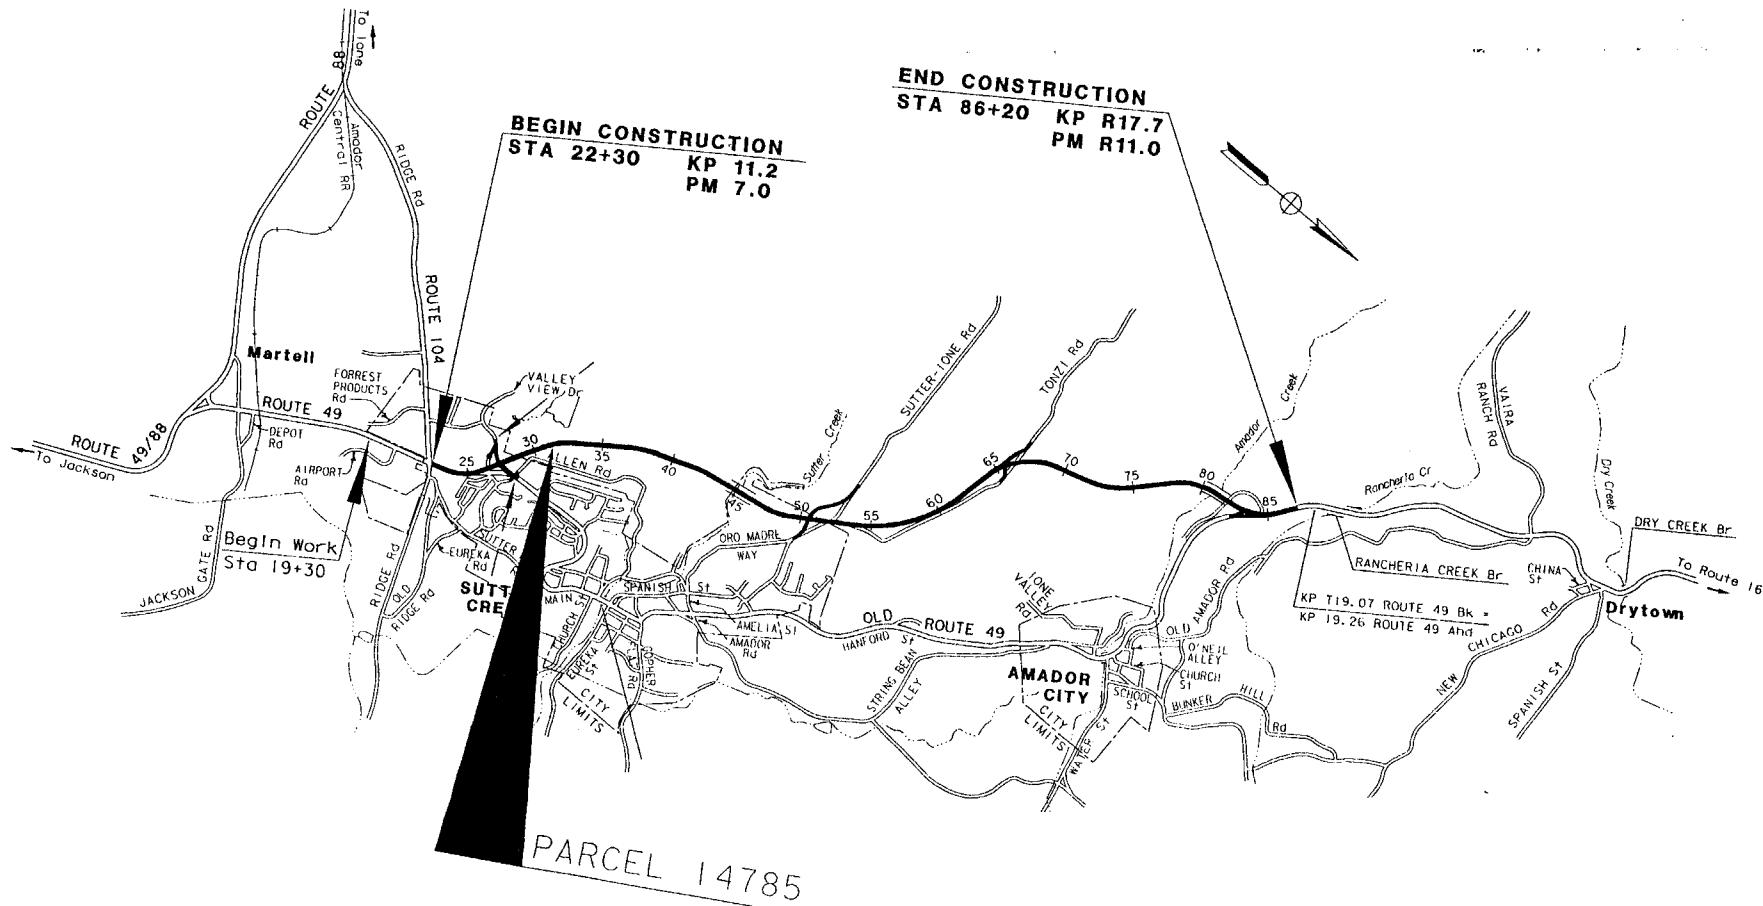 To Ione
ROUTE 88
Amador
Central RR
RIDGE Rd
ROUTE 104
BEGIN CONSTRUCTION
STA 22+30 KP 11.2
PM 7.0
END CONSTRUCTION
STA 86+20 KP R17.7
PM R11.0
Martell
FORREST
PRODUCTS
Rd
VALLEY
VIEW Dr
ROUTE 49
DEPOT
Rd
ROUTE 49/88
To Jackson
AIRPORT
Rd
Begin Work
Sta 19+30
JACKSON GATE Rd
RIDGE Rd
OLD
RIDGE Rd
EUREKA
Rd
SUTTER
25
30
35
40
45
50
55
60
65
70
75
80
85
ALLEN Rd
Sutter Creek
SUTTER-IONE Rd
TONZI Rd
ORO MADRE
WAY
SUTT
CRE
MAIN
SPANISH St
CHURCH St
EUREKA
St
GOPHER
Rd
CITY
LIMITS
AMELIA St
AMADOR
Rd
OLD ROUTE 49
HANFORD St
STRING BEAN
ALLEY
IONE
VALLEY
Rd
AMADOR
CITY
CITY
LIMITS
WATER St
OLD AMADOR Rd
O'NEIL
ALLEY
CHURCH
St
SCHOOL
St
BUNKER HILL Rd
Amador Creek
Rancheria Cr
VAIRA
RANCH Rd
Dry Creek
DRY CREEK Br
RANCHERIA CREEK Br
KP T19.07 ROUTE 49 Bk =
KP 19.26 ROUTE 49 Ahd
CHINA
St
To Route 16
Drytown
NEW CHICAGO Rd
SPANISH St
PARCEL 14785